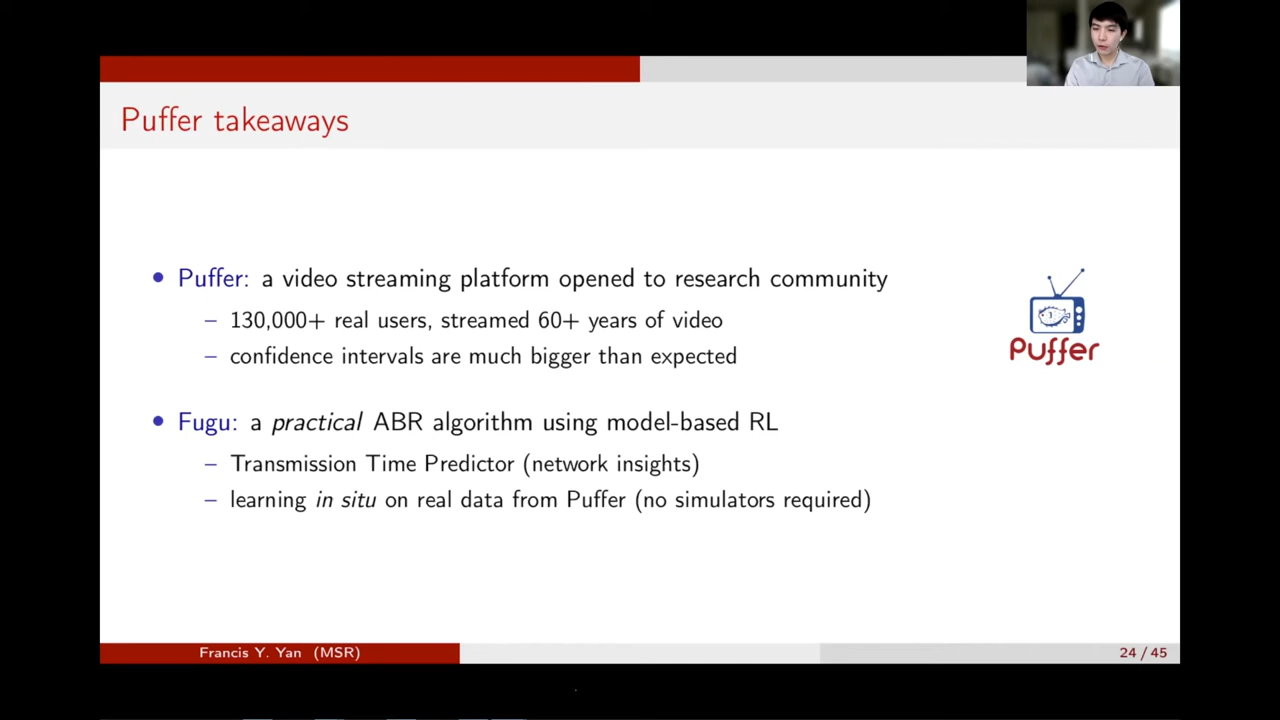 Puffer takeaways
• Puffer: a video streaming platform opened to research community
– 130,000+ real users, streamed 60+ years of video
– confidence intervals are much bigger than expected
Puffer
• Fugu: a practical ABR algorithm using model-based RL
– Transmission Time Predictor (network insights)
– learning in situ on real data from Puffer (no simulators required)
Francis Y. Yan (MSR)
24 / 45